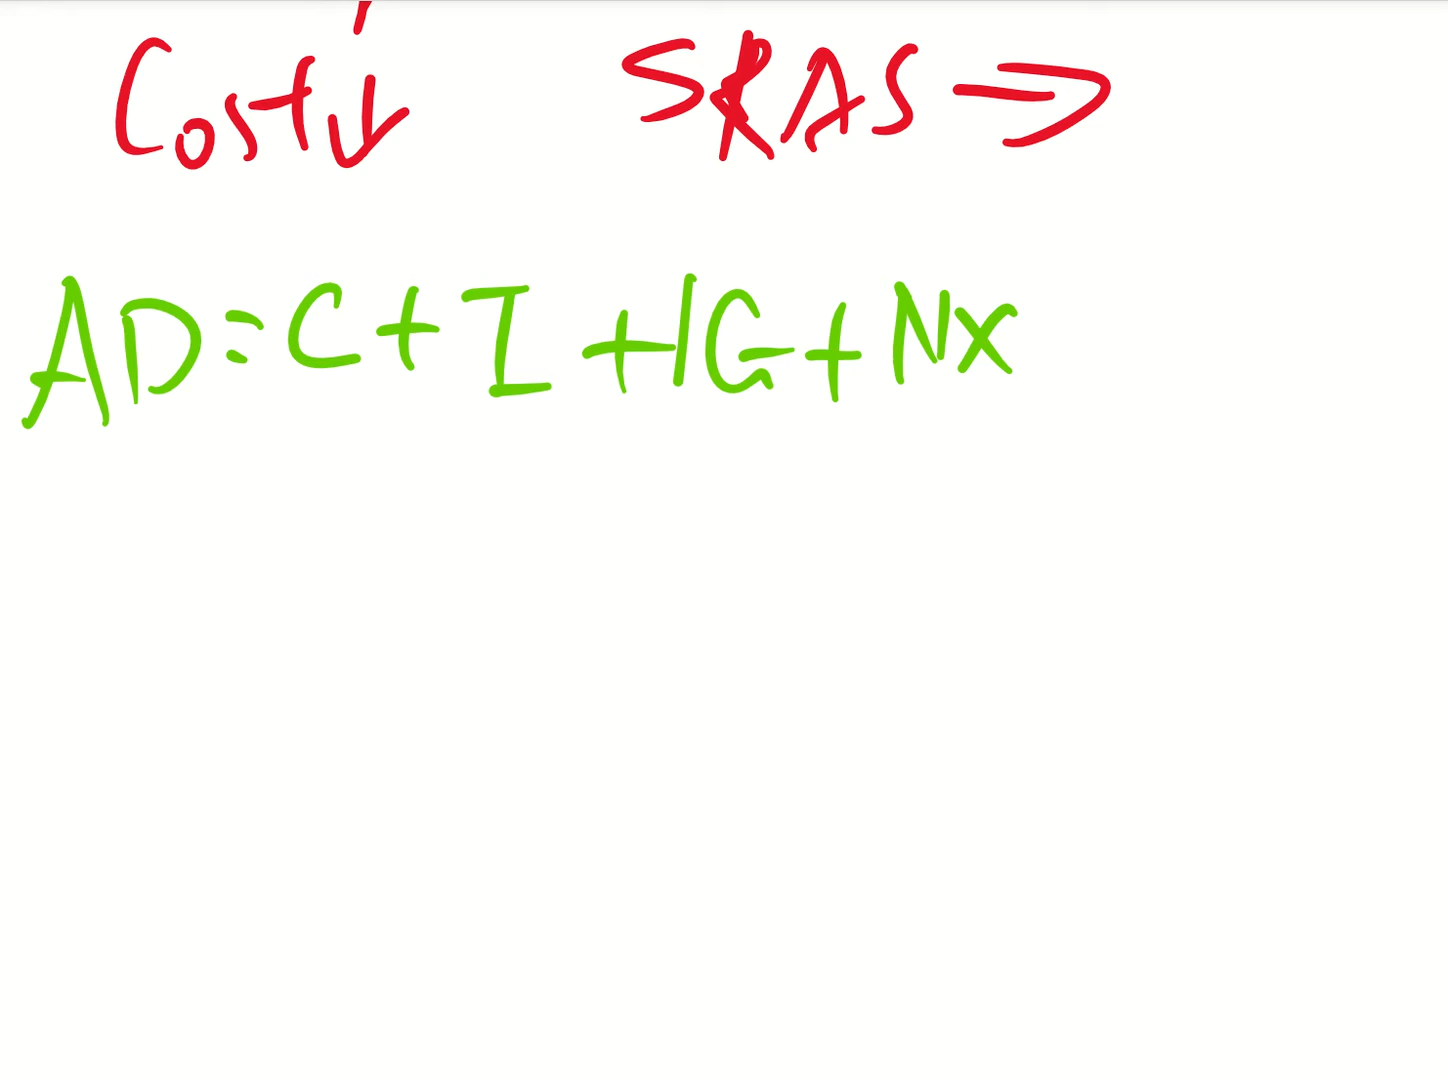 Cost↓ SRAS →
AD = C + I + G + NX